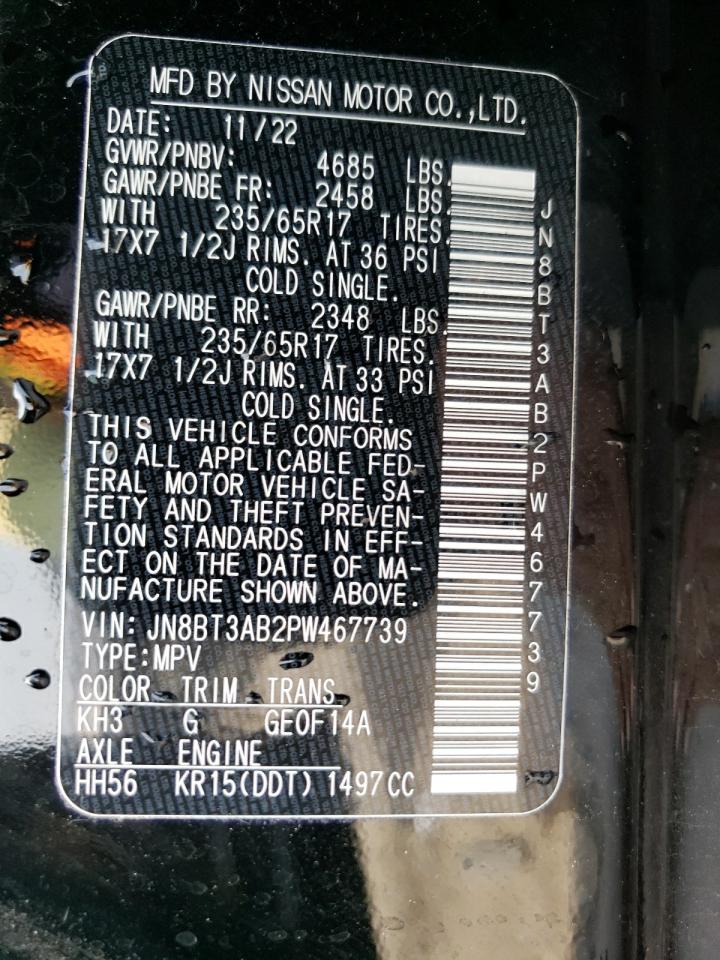 MFD BY NISSAN MOTOR CO.,LTD.
DATE: 11/22
GVWR/PNBV: 4685 LBS.
GAWR/PNBE FR: 2458 LBS.
WITH 235/65R17 TIRES.
17X7 1/2J RIMS. AT 36 PSI
COLD SINGLE.
GAWR/PNBE RR: 2348 LBS.
WITH 235/65R17 TIRES.
17X7 1/2J RIMS. AT 33 PSI
COLD SINGLE.
THIS VEHICLE CONFORMS
TO ALL APPLICABLE FED-
ERAL MOTOR VEHICLE SA-
FETY AND THEFT PREVEN-
TION STANDARDS IN EFF-
ECT ON THE DATE OF MA-
NUFACTURE SHOWN ABOVE.
VIN: JN8BT3AB2PW467739
TYPE:MPV
COLOR TRIM TRANS
KH3 G GE0F14A
AXLE ENGINE
HH56 KR15(DDT) 1497CC
JN8BT3AB2PW467739